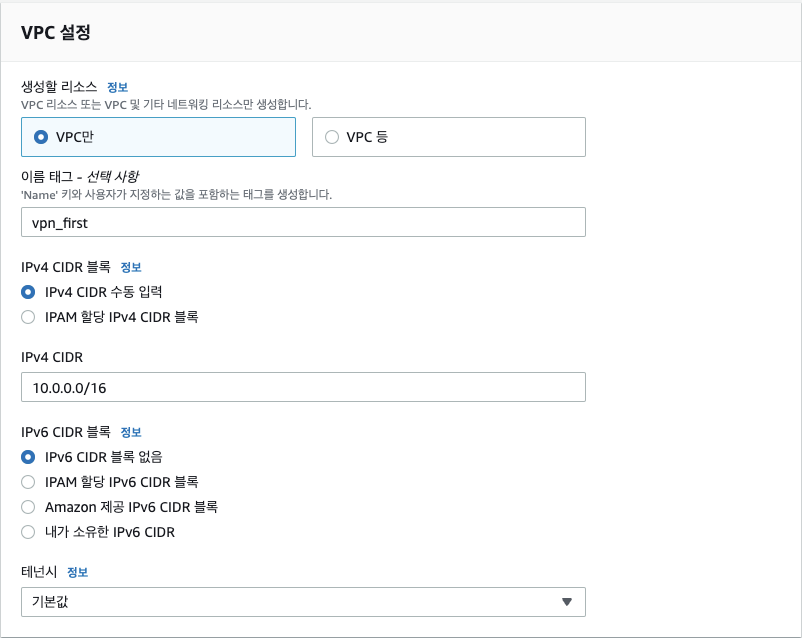 VPC 설정
생성할 리소스 정보
VPC 리소스 또는 VPC 및 기타 네트워킹 리소스만 생성합니다.
VPC만
VPC 등
이름 태그 - 선택 사항
'Name' 키와 사용자가 지정하는 값을 포함하는 태그를 생성합니다.
vpn_first
IPv4 CIDR 블록 정보
IPv4 CIDR 수동 입력
IPAM 할당 IPv4 CIDR 블록
IPv4 CIDR
10.0.0.0/16
IPv6 CIDR 블록 정보
IPv6 CIDR 블록 없음
IPAM 할당 IPv6 CIDR 블록
Amazon 제공 IPv6 CIDR 블록
내가 소유한 IPv6 CIDR
테넌시 정보
기본값